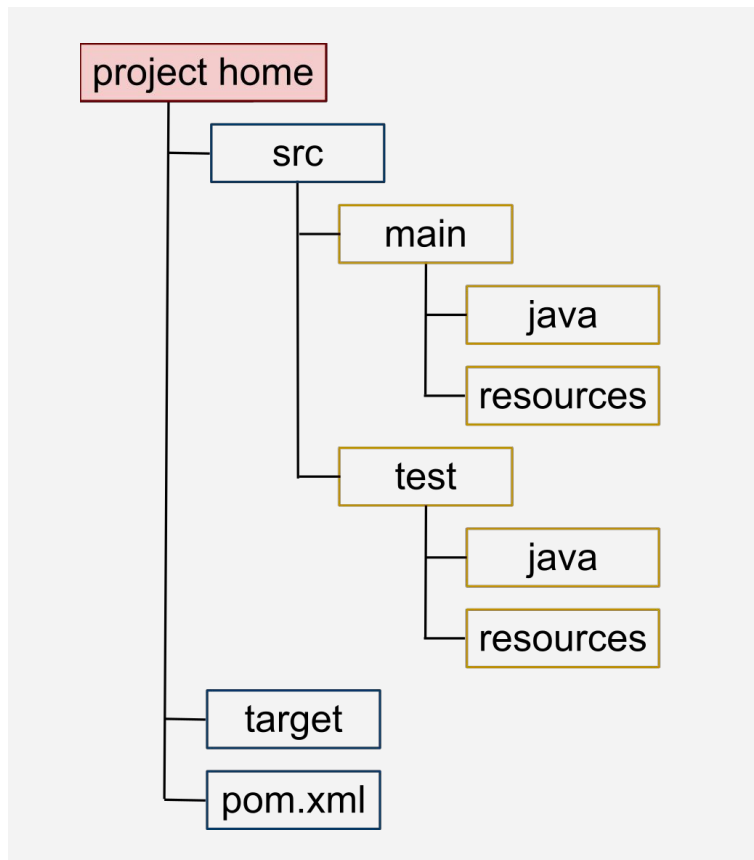 project home
src
main
java
resources
test
java
resources
target
pom.xml